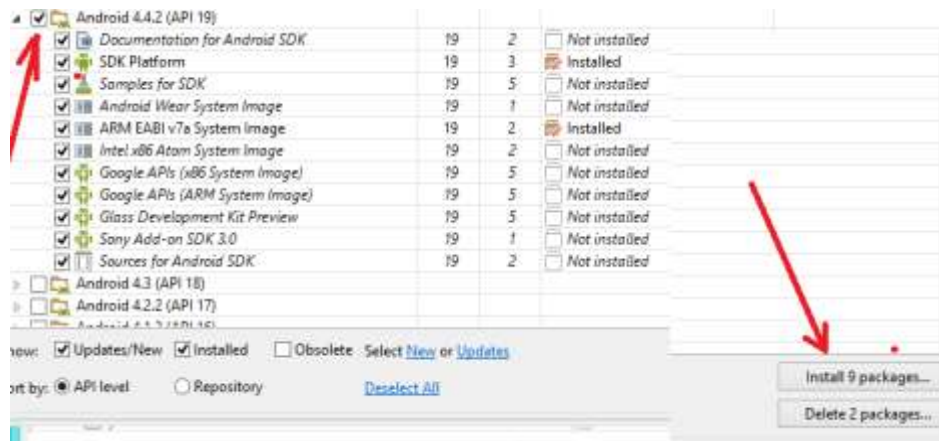 Android 4.4.2 (API 19)
Documentation for Android SDK 19 2 Not installed
SDK Platform 19 3 Installed
Samples for SDK 19 5 Not installed
Android Wear System Image 19 1 Not installed
ARM EABI v7a System Image 19 2 Installed
Intel x86 Atom System Image 19 2 Not installed
Google APIs (x86 System Image) 19 5 Not installed
Google APIs (ARM System Image) 19 5 Not installed
Glass Development Kit Preview 19 5 Not installed
Sony Add-on SDK 3.0 19 1 Not installed
Sources for Android SDK 19 2 Not installed
Android 4.3 (API 18)
Android 4.2.2 (API 17)
Updates/New Installed Obsolete Select New or Updates
by: API level Repository Deselect All
Install 9 packages...
Delete 2 packages...